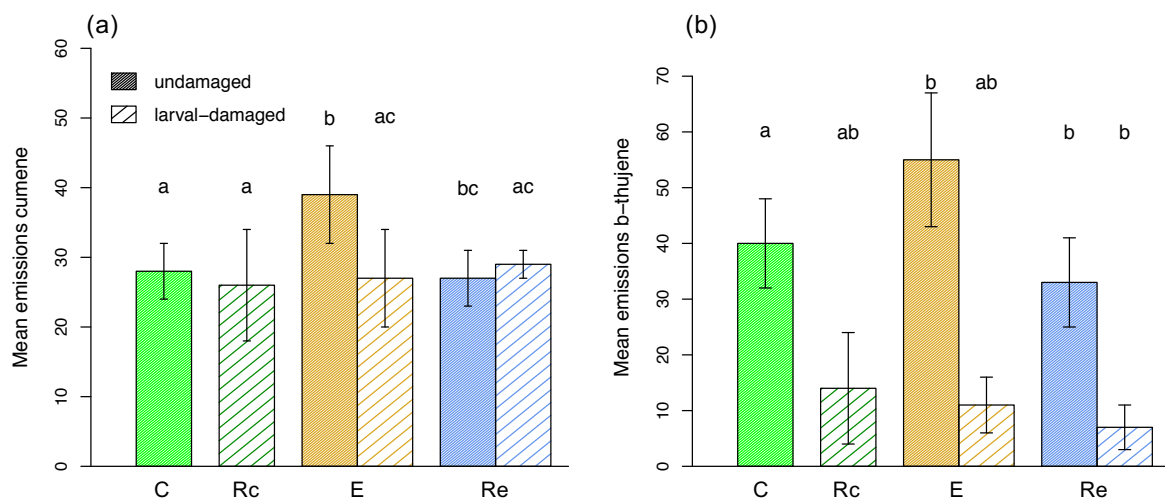 (a)
Mean emissions cumene
60
50
40
30
20
10
0
undamaged
larval-damaged
a
a
b
ac
bc
ac
C
Rc
E
Re
(b)
Mean emissions b-thujene
70
60
50
40
30
20
10
0
a
ab
b
ab
b
b
C
Rc
E
Re